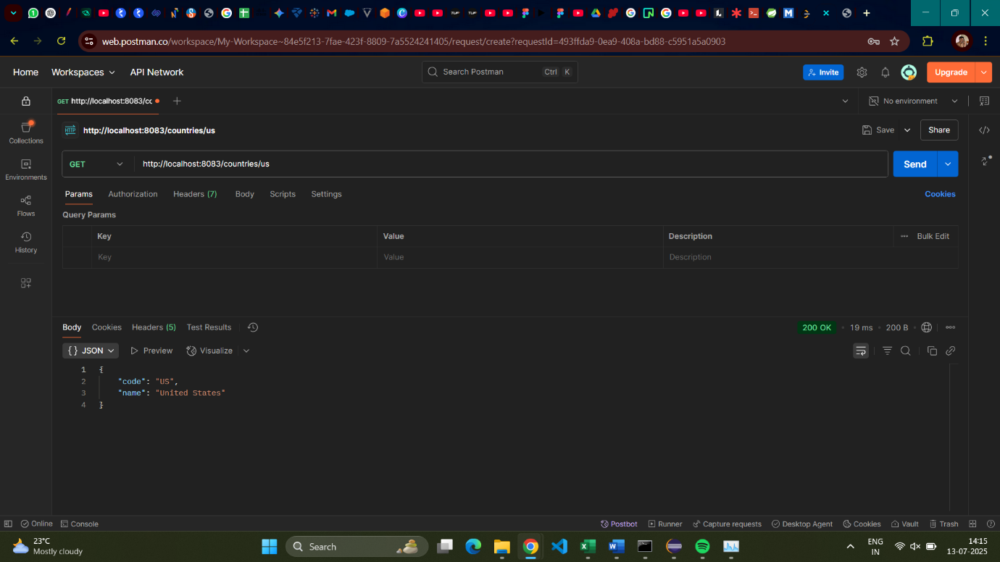 web.postman.co/workspace/My-Workspace~84e5f213-7fae-423f-8809-7a5524241405/request/create?requestId=493ffda9-0ea9-408a-bd88-c5951a5a0903
Home Workspaces API Network Search Postman Ctrl K Invite Upgrade
GET http://localhost:8083/cc No environment
Collections
Environments
Flows
History
HTTP http://localhost:8083/countries/us Save Share
GET http://localhost:8083/countries/us Send
Params Authorization Headers (7) Body Scripts Settings Cookies
Query Params
Key Value Description Bulk Edit
Key Value Description
Body Cookies Headers (5) Test Results 200 OK 19 ms 200 B
{} JSON Preview Visualize
1 {
2 "code": "US",
3 "name": "United States"
4 }
Online Console Postbot Runner Capture requests Desktop Agent Cookies Vault Trash
23°C
Mostly cloudy
Search
ENG
IN
14:15
13-07-2025